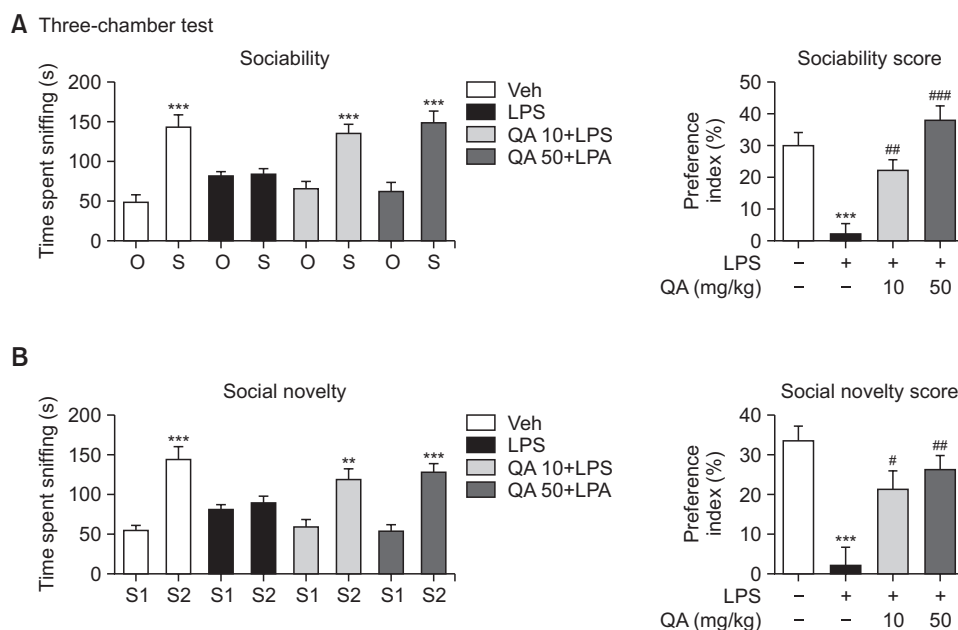 A Three-chamber test
Sociability
Time spent sniffing (s)
200
150
100
50
0
***
***
***
O S O S O S O S
Veh
LPS
QA 10+LPS
QA 50+LPA
Sociability score
Preference
index (%)
50
40
30
20
10
0
***
##
###
LPS − + + +
QA (mg/kg) − − 10 50
B
Social novelty
Time spent sniffing (s)
200
150
100
50
0
***
**
***
S1 S2 S1 S2 S1 S2 S1 S2
Veh
LPS
QA 10+LPS
QA 50+LPA
Social novelty score
Preference
index (%)
40
30
20
10
0
***
#
##
LPS − + + +
QA (mg/kg) − − 10 50